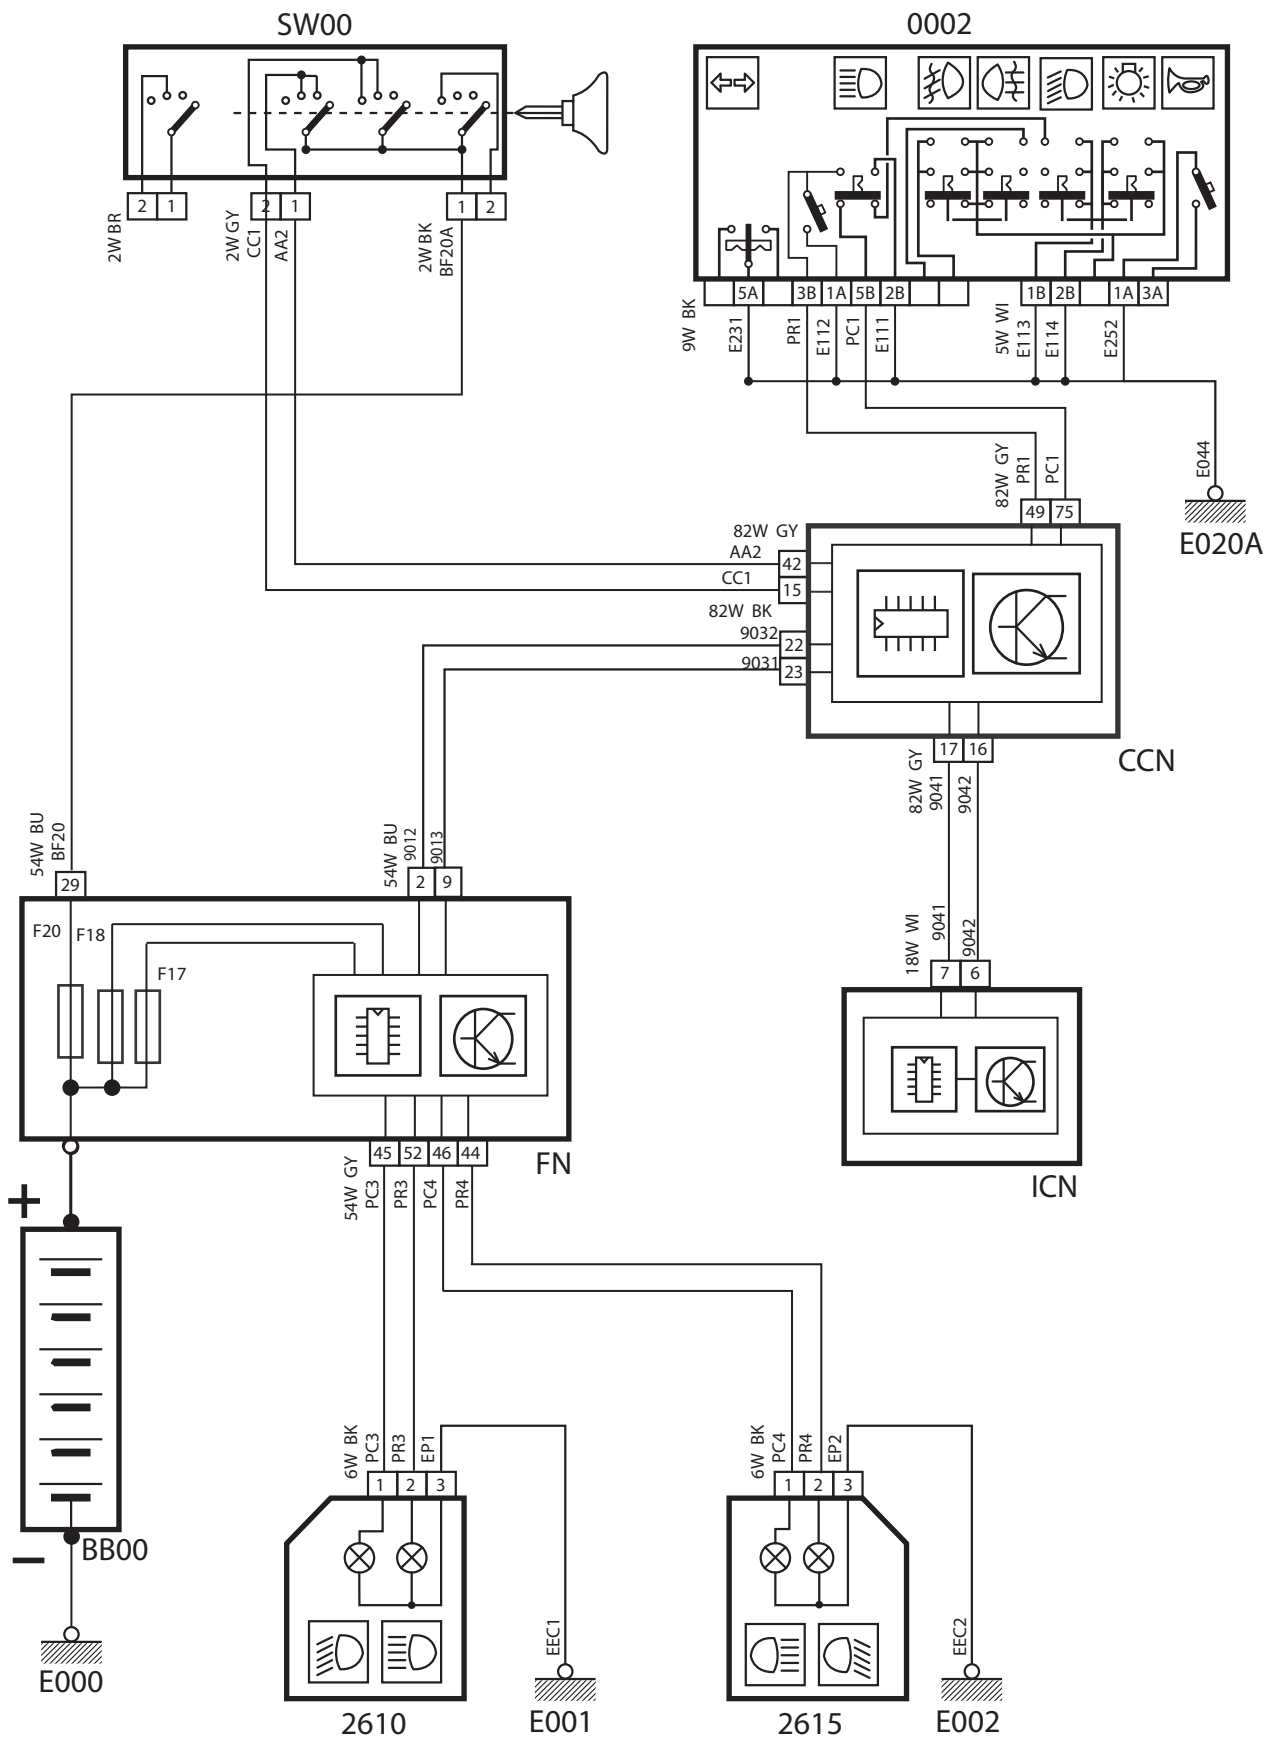 SW00
0002
2W BR
2
1
2W GY
CC1
2
AA2
1
2W BK
BF20A
1
2
9W BK
5A
3B
1A
5B
2B
1B
2B
1A
3A
E231
PR1
E112
PC1
E111
5W WI
E113
E114
E252
E044
E020A
82W GY
PR1
PC1
49
75
82W GY
AA2
42
CC1
15
82W BK
9032
22
9031
23
CCN
17
16
82W GY
9041
9042
54W BU
BF20
29
54W BU
9012
9013
2
9
F20
F18
F17
18W WI
9041
9042
7
6
ICN
FN
45
52
46
44
54W GY
PC3
PR3
PC4
PR4
+
BB00
−
E000
6W BK
PC3
PR3
EP1
1
2
3
EEC1
2610
E001
6W BK
PC4
PR4
EP2
1
2
3
EEC2
2615
E002